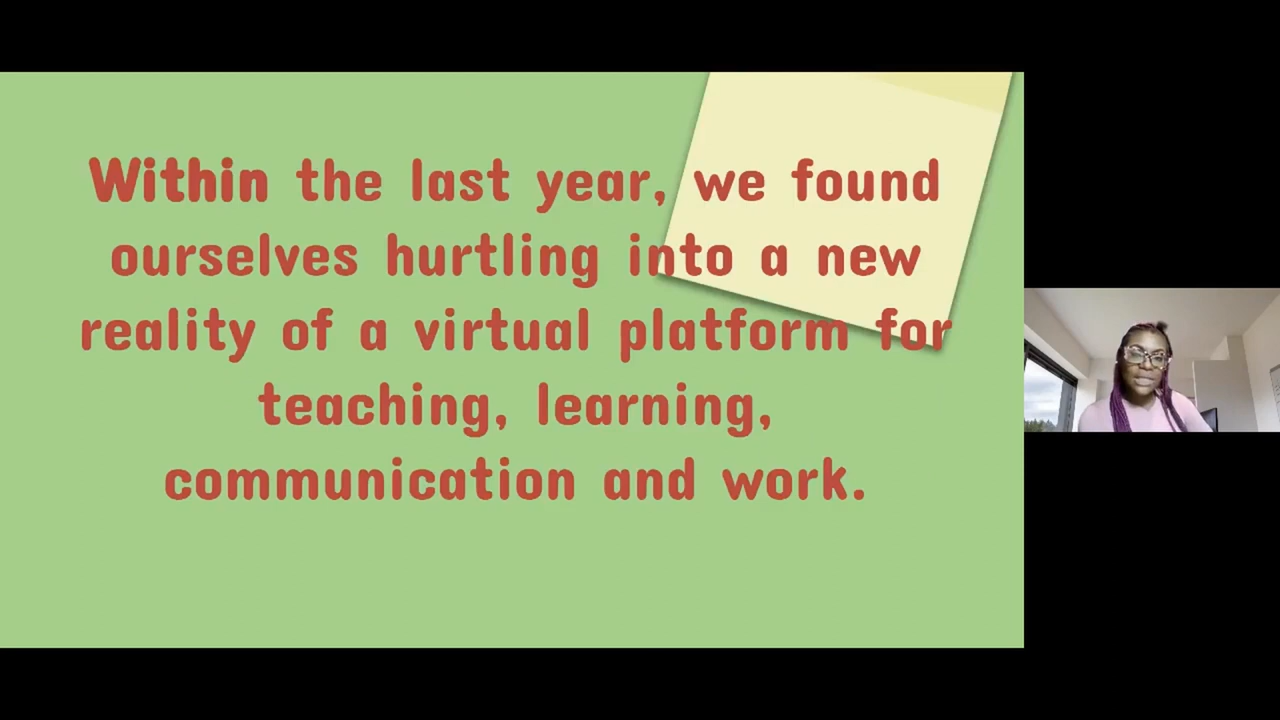 Within the last year, we found
ourselves hurtling into a new
reality of a virtual platform for
teaching, learning,
communication and work.